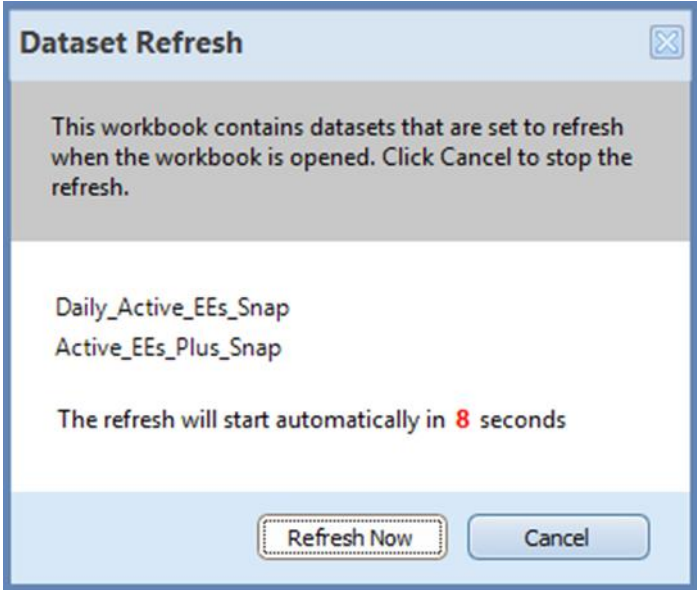 Dataset Refresh
This workbook contains datasets that are set to refresh
when the workbook is opened. Click Cancel to stop the
refresh.
Daily_Active_EEs_Snap
Active_EEs_Plus_Snap
The refresh will start automatically in 8 seconds
Refresh Now
Cancel